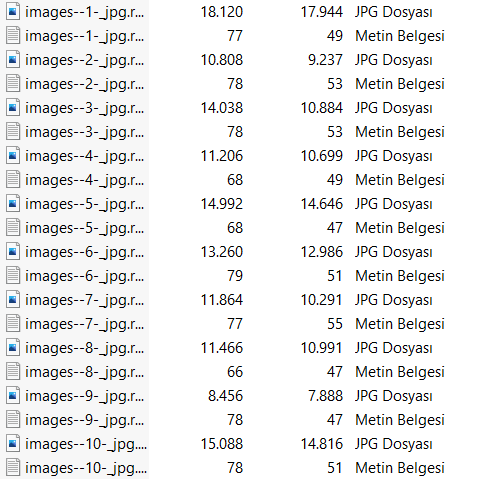 images--1-_jpg.r... 18.120 17.944 JPG Dosyası
images--1-_jpg.r... 77 49 Metin Belgesi
images--2-_jpg.r... 10.808 9.237 JPG Dosyası
images--2-_jpg.r... 78 53 Metin Belgesi
images--3-_jpg.r... 14.038 10.884 JPG Dosyası
images--3-_jpg.r... 78 53 Metin Belgesi
images--4-_jpg.r... 11.206 10.699 JPG Dosyası
images--4-_jpg.r... 68 49 Metin Belgesi
images--5-_jpg.r... 14.992 14.646 JPG Dosyası
images--5-_jpg.r... 68 47 Metin Belgesi
images--6-_jpg.r... 13.260 12.986 JPG Dosyası
images--6-_jpg.r... 79 51 Metin Belgesi
images--7-_jpg.r... 11.864 10.291 JPG Dosyası
images--7-_jpg.r... 77 55 Metin Belgesi
images--8-_jpg.r... 11.466 10.991 JPG Dosyası
images--8-_jpg.r... 66 47 Metin Belgesi
images--9-_jpg.r... 8.456 7.888 JPG Dosyası
images--9-_jpg.r... 78 47 Metin Belgesi
images--10-_jpg.... 15.088 14.816 JPG Dosyası
images--10-_jpg.... 78 51 Metin Belgesi